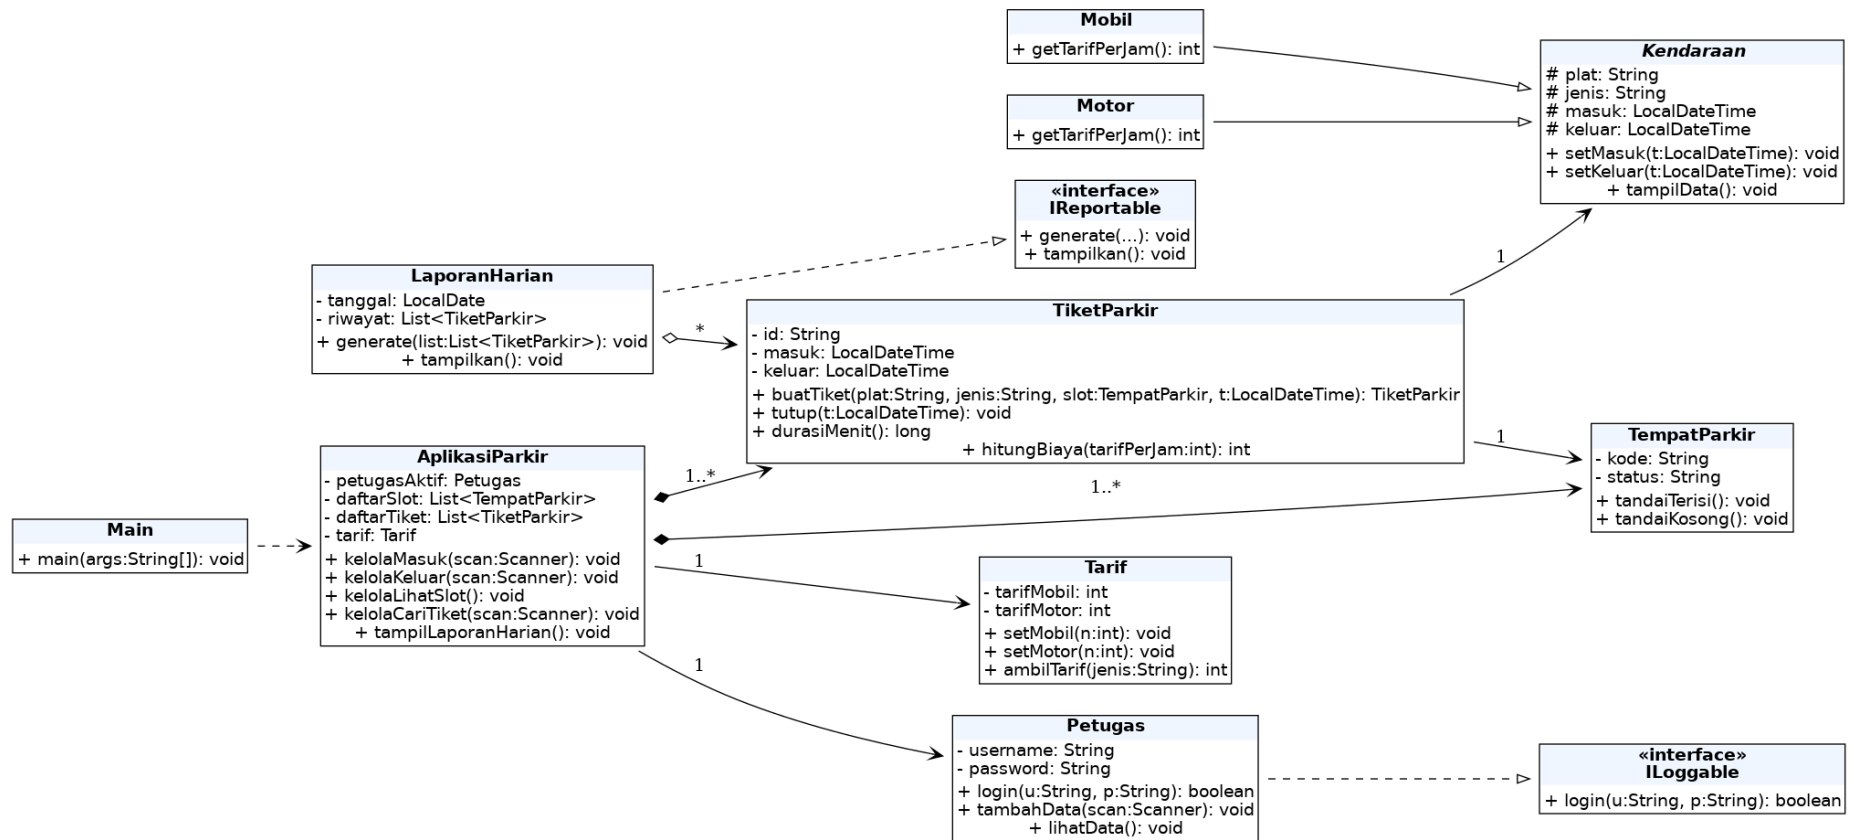 Mobil
+ getTarifPerJam(): int
Motor
+ getTarifPerJam(): int
Kendaraan
# plat: String
# jenis: String
# masuk: LocalDateTime
# keluar: LocalDateTime
+ setMasuk(t:LocalDateTime): void
+ setKeluar(t:LocalDateTime): void
+ tampilData(): void
«interface»
IReportable
+ generate(...): void
+ tampilkan(): void
LaporanHarian
- tanggal: LocalDate
- riwayat: List<TiketParkir>
+ generate(list:List<TiketParkir>): void
+ tampilkan(): void
*
1
TiketParkir
- id: String
- masuk: LocalDateTime
- keluar: LocalDateTime
+ buatTiket(plat:String, jenis:String, slot:TempatParkir, t:LocalDateTime): TiketParkir
+ tutup(t:LocalDateTime): void
+ durasiMenit(): long
+ hitungBiaya(tarifPerJam:int): int
1
TempatParkir
- kode: String
- status: String
+ tandaiTerisi(): void
+ tandaiKosong(): void
Main
+ main(args:String[]): void
AplikasiParkir
- petugasAktif: Petugas
- daftarSlot: List<TempatParkir>
- daftarTiket: List<TiketParkir>
- tarif: Tarif
+ kelolaMasuk(scan:Scanner): void
+ kelolaKeluar(scan:Scanner): void
+ kelolaLihatSlot(): void
+ kelolaCariTiket(scan:Scanner): void
+ tampilLaporanHarian(): void
1..*
1..*
1
1
Tarif
- tarifMobil: int
- tarifMotor: int
+ setMobil(n:int): void
+ setMotor(n:int): void
+ ambilTarif(jenis:String): int
Petugas
- username: String
- password: String
+ login(u:String, p:String): boolean
+ tambahData(scan:Scanner): void
+ lihatData(): void
«interface»
ILoggable
+ login(u:String, p:String): boolean